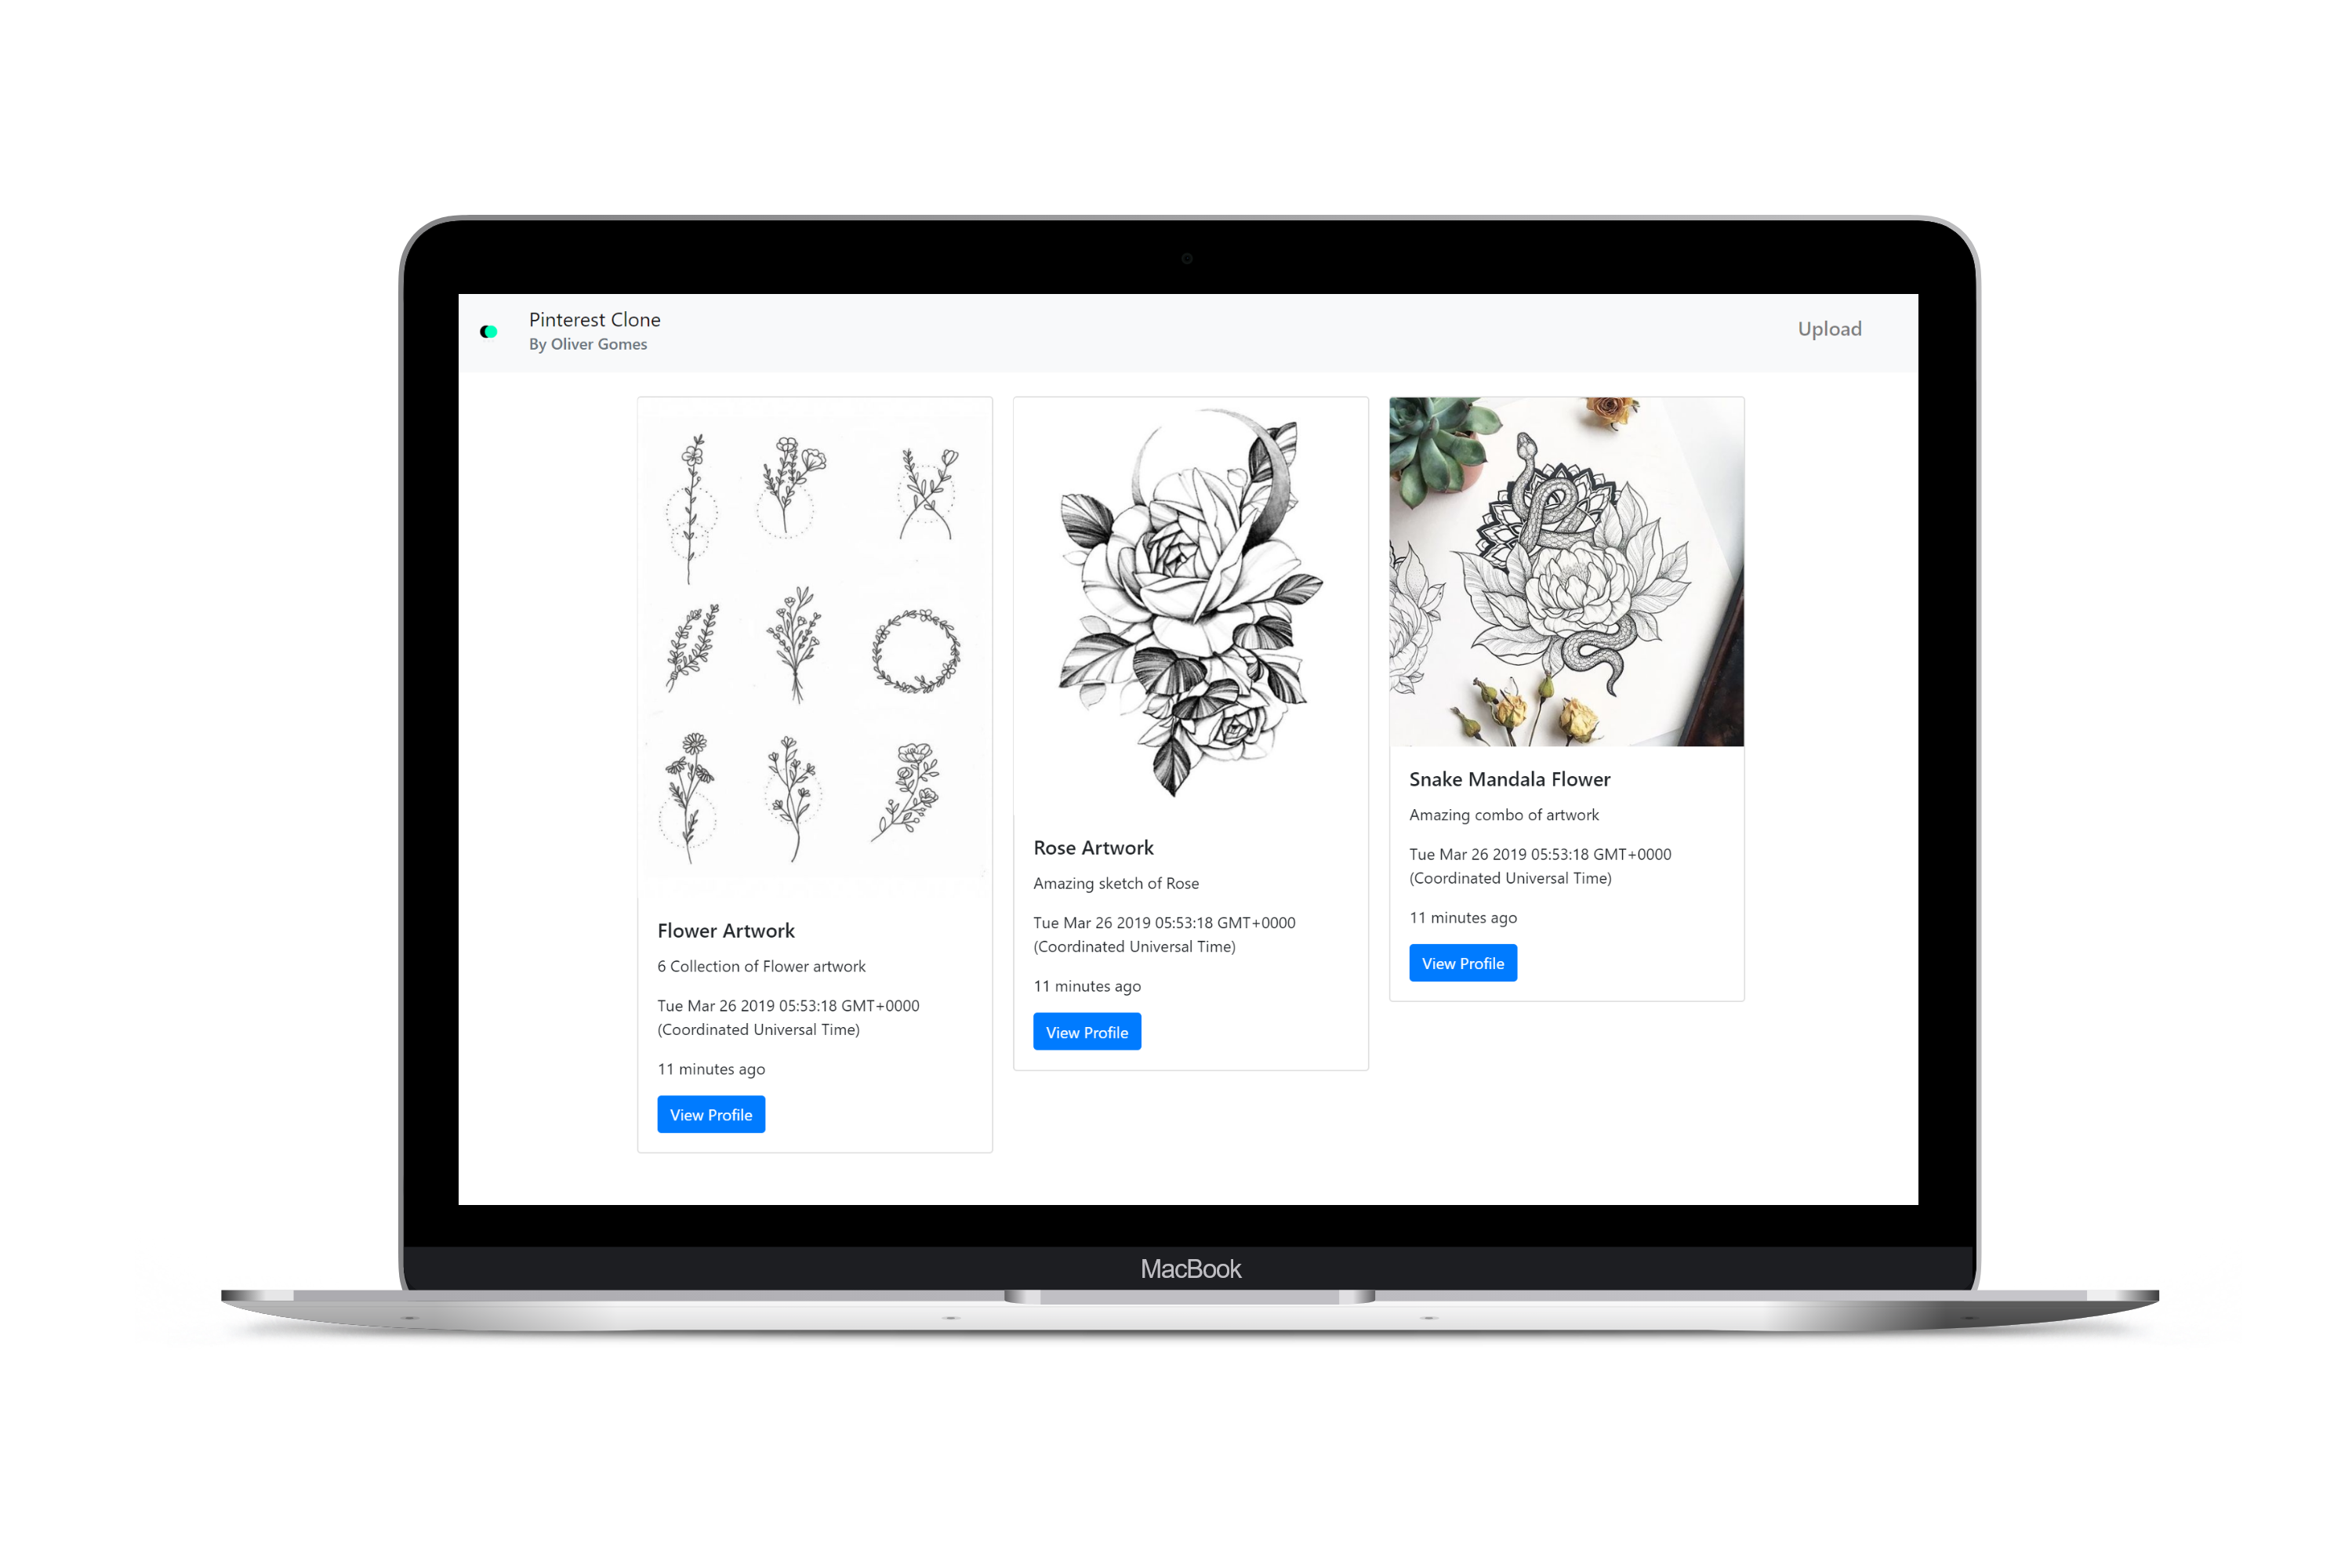 Pinterest Clone
By Oliver Gomes
Upload
Flower Artwork
6 Collection of Flower artwork
Tue Mar 26 2019 05:53:18 GMT+0000
(Coordinated Universal Time)
11 minutes ago
View Profile
Rose Artwork
Amazing sketch of Rose
Tue Mar 26 2019 05:53:18 GMT+0000
(Coordinated Universal Time)
11 minutes ago
View Profile
Snake Mandala Flower
Amazing combo of artwork
Tue Mar 26 2019 05:53:18 GMT+0000
(Coordinated Universal Time)
11 minutes ago
View Profile
MacBook